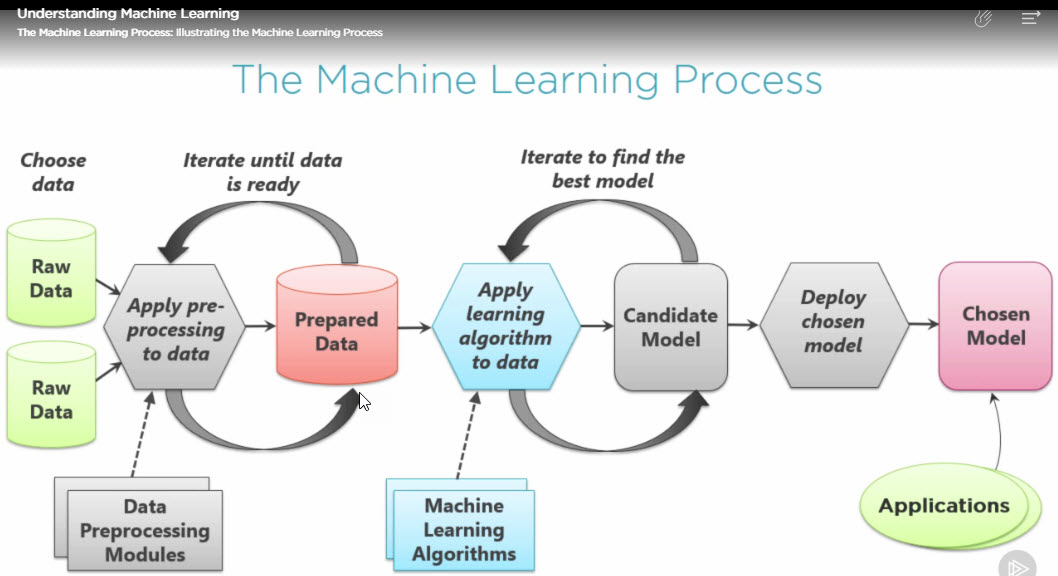 Understanding Machine Learning
The Machine Learning Process: Illustrating the Machine Learning Process
The Machine Learning Process
Choose
data
Iterate until data
is ready
Iterate to find the
best model
Raw
Data
Raw
Data
Apply pre-
processing
to data
Prepared
Data
Apply
learning
algorithm
to data
Candidate
Model
Deploy
chosen
model
Chosen
Model
Data
Preprocessing
Modules
Machine
Learning
Algorithms
Applications